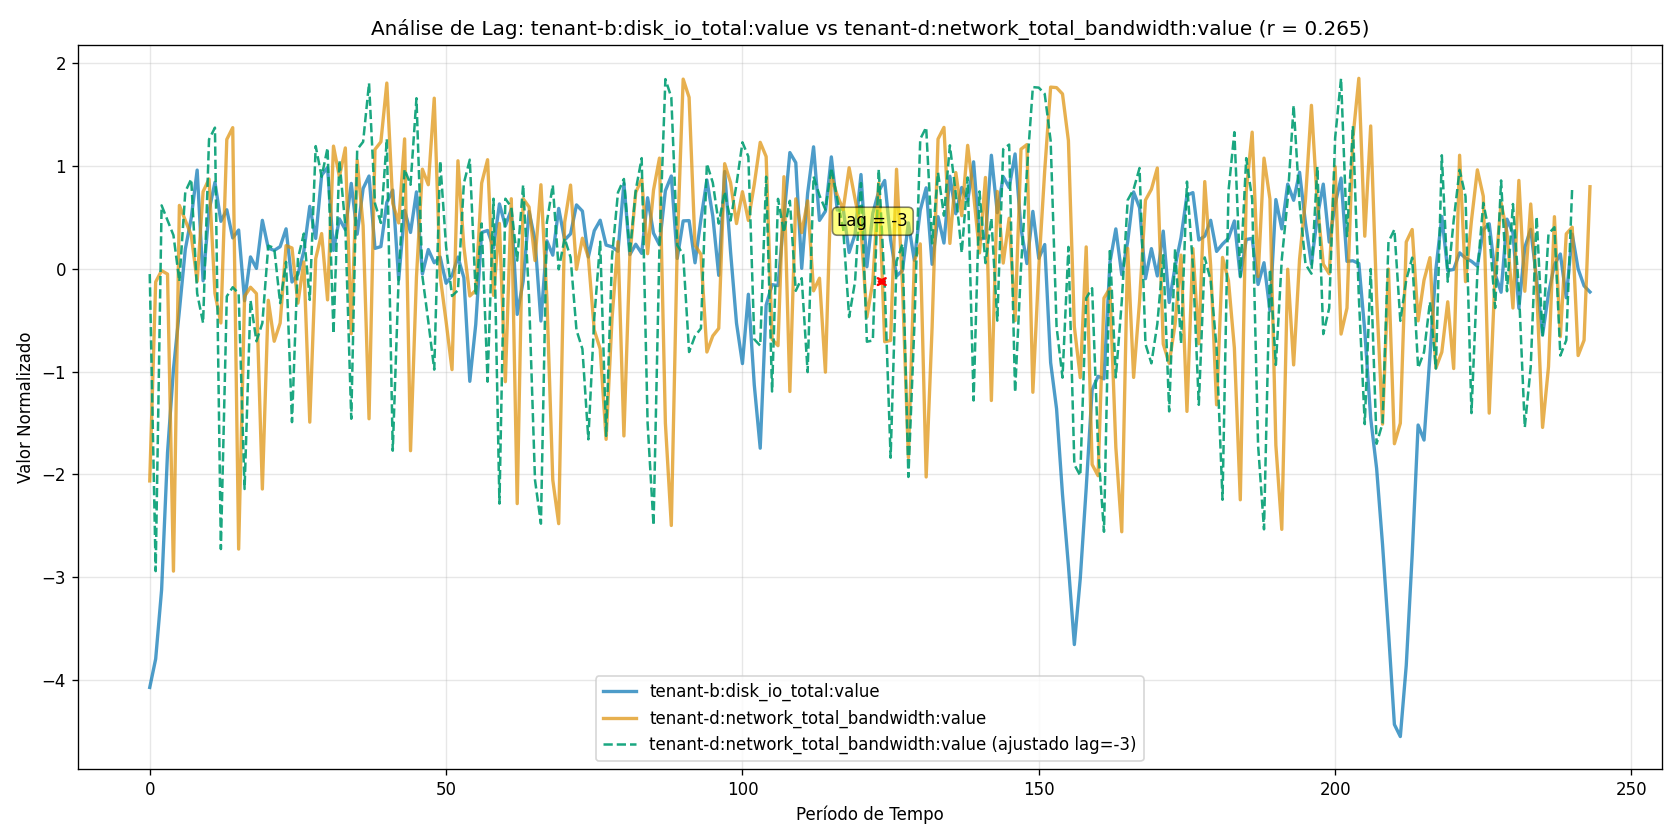 Análise de Lag: tenant-b:disk_io_total:value vs tenant-d:network_total_bandwidth:value (r = 0.265)
Valor Normalizado
2
1
0
−1
−2
−3
−4
Lag = -3
tenant-b:disk_io_total:value
tenant-d:network_total_bandwidth:value
tenant-d:network_total_bandwidth:value (ajustado lag=-3)
0 50 100 150 200 250
Período de Tempo